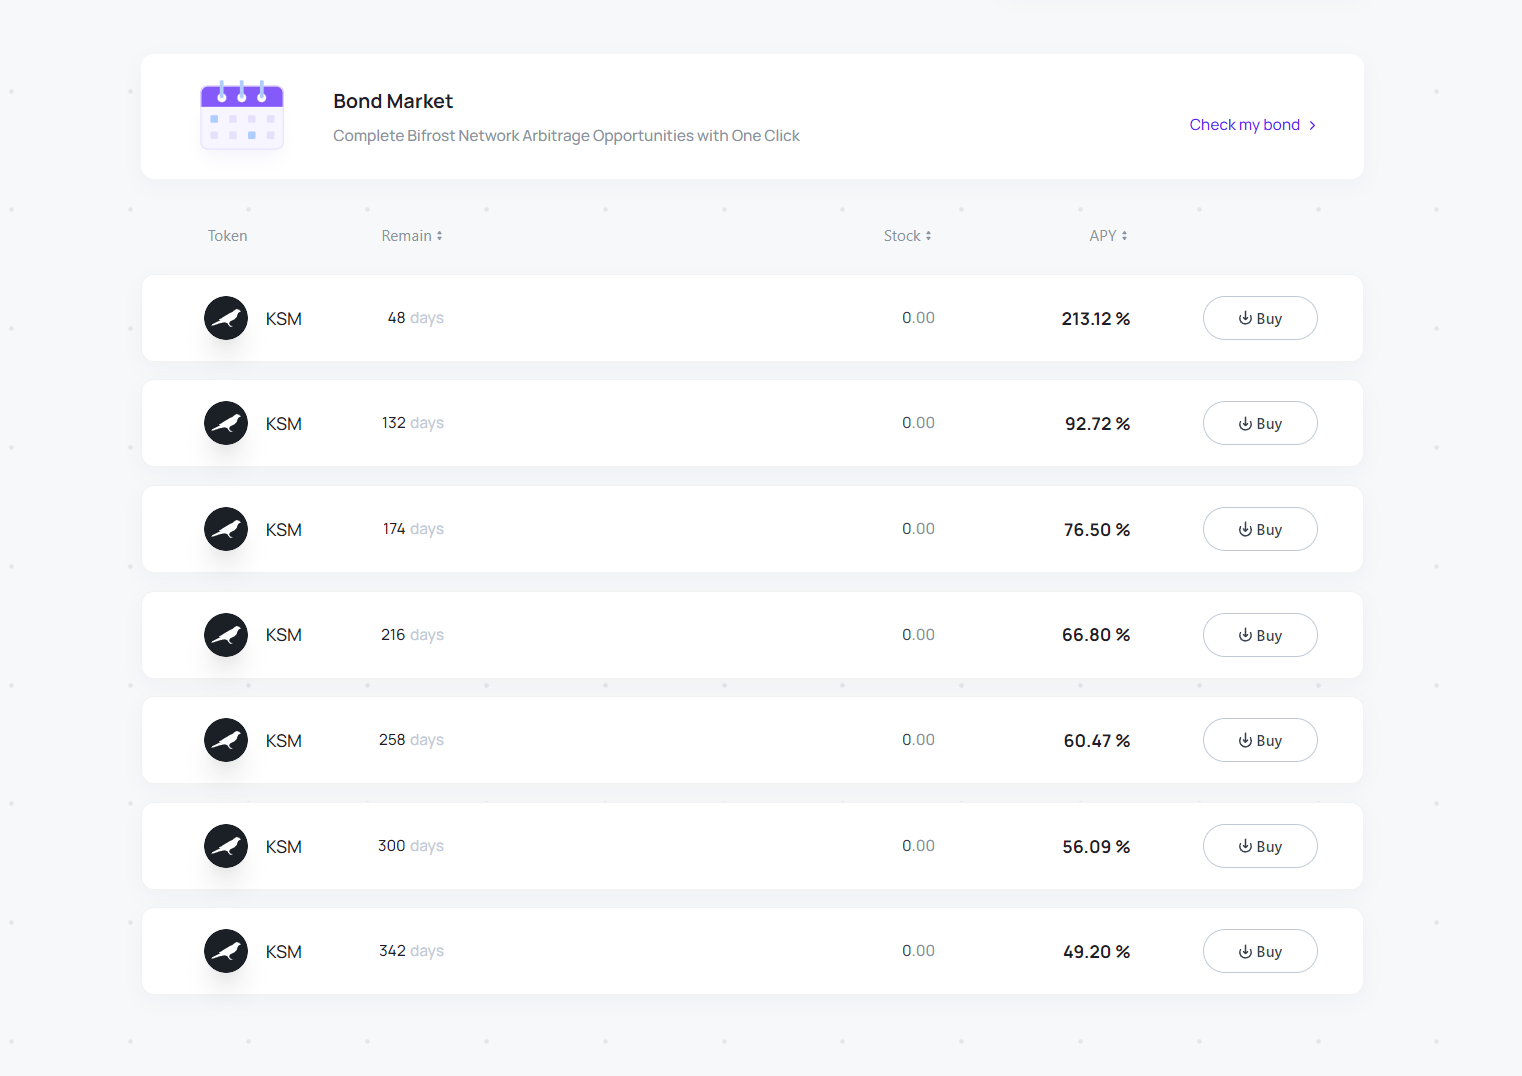 Bond Market
Complete Bifrost Network Arbitrage Opportunities with One Click
Check my bond
Token Remain Stock APY
KSM 48 days 0.00 213.12 % Buy
KSM 132 days 0.00 92.72 % Buy
KSM 174 days 0.00 76.50 % Buy
KSM 216 days 0.00 66.80 % Buy
KSM 258 days 0.00 60.47 % Buy
KSM 300 days 0.00 56.09 % Buy
KSM 342 days 0.00 49.20 % Buy